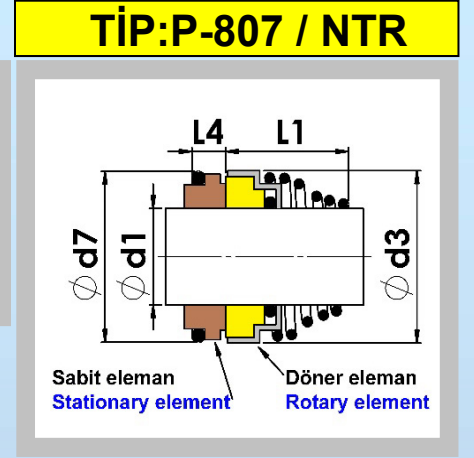 TİP:P-807 / NTR
L4 L1
Ød7
Ød1
Ød3
Sabit eleman
Stationary element
Döner eleman
Rotary element